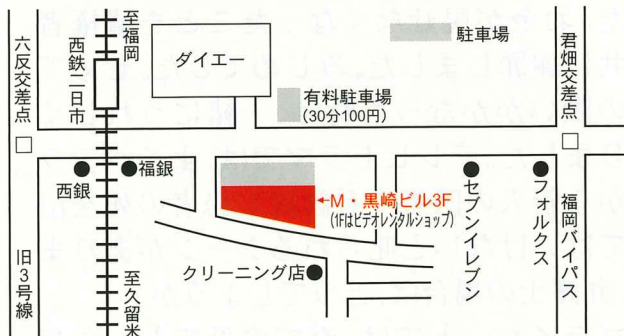 六反交差点
西鉄二日市
至福岡
ダイエー
駐車場
有料駐車場
(30分100円)
君畑交差点
西銀
福銀
M・黒崎ビル3F
(1Fはビデオレンタルショップ)
セブンイレブ
フォルクス
福岡バイパス
旧3号線
至久留米
クリーニング店